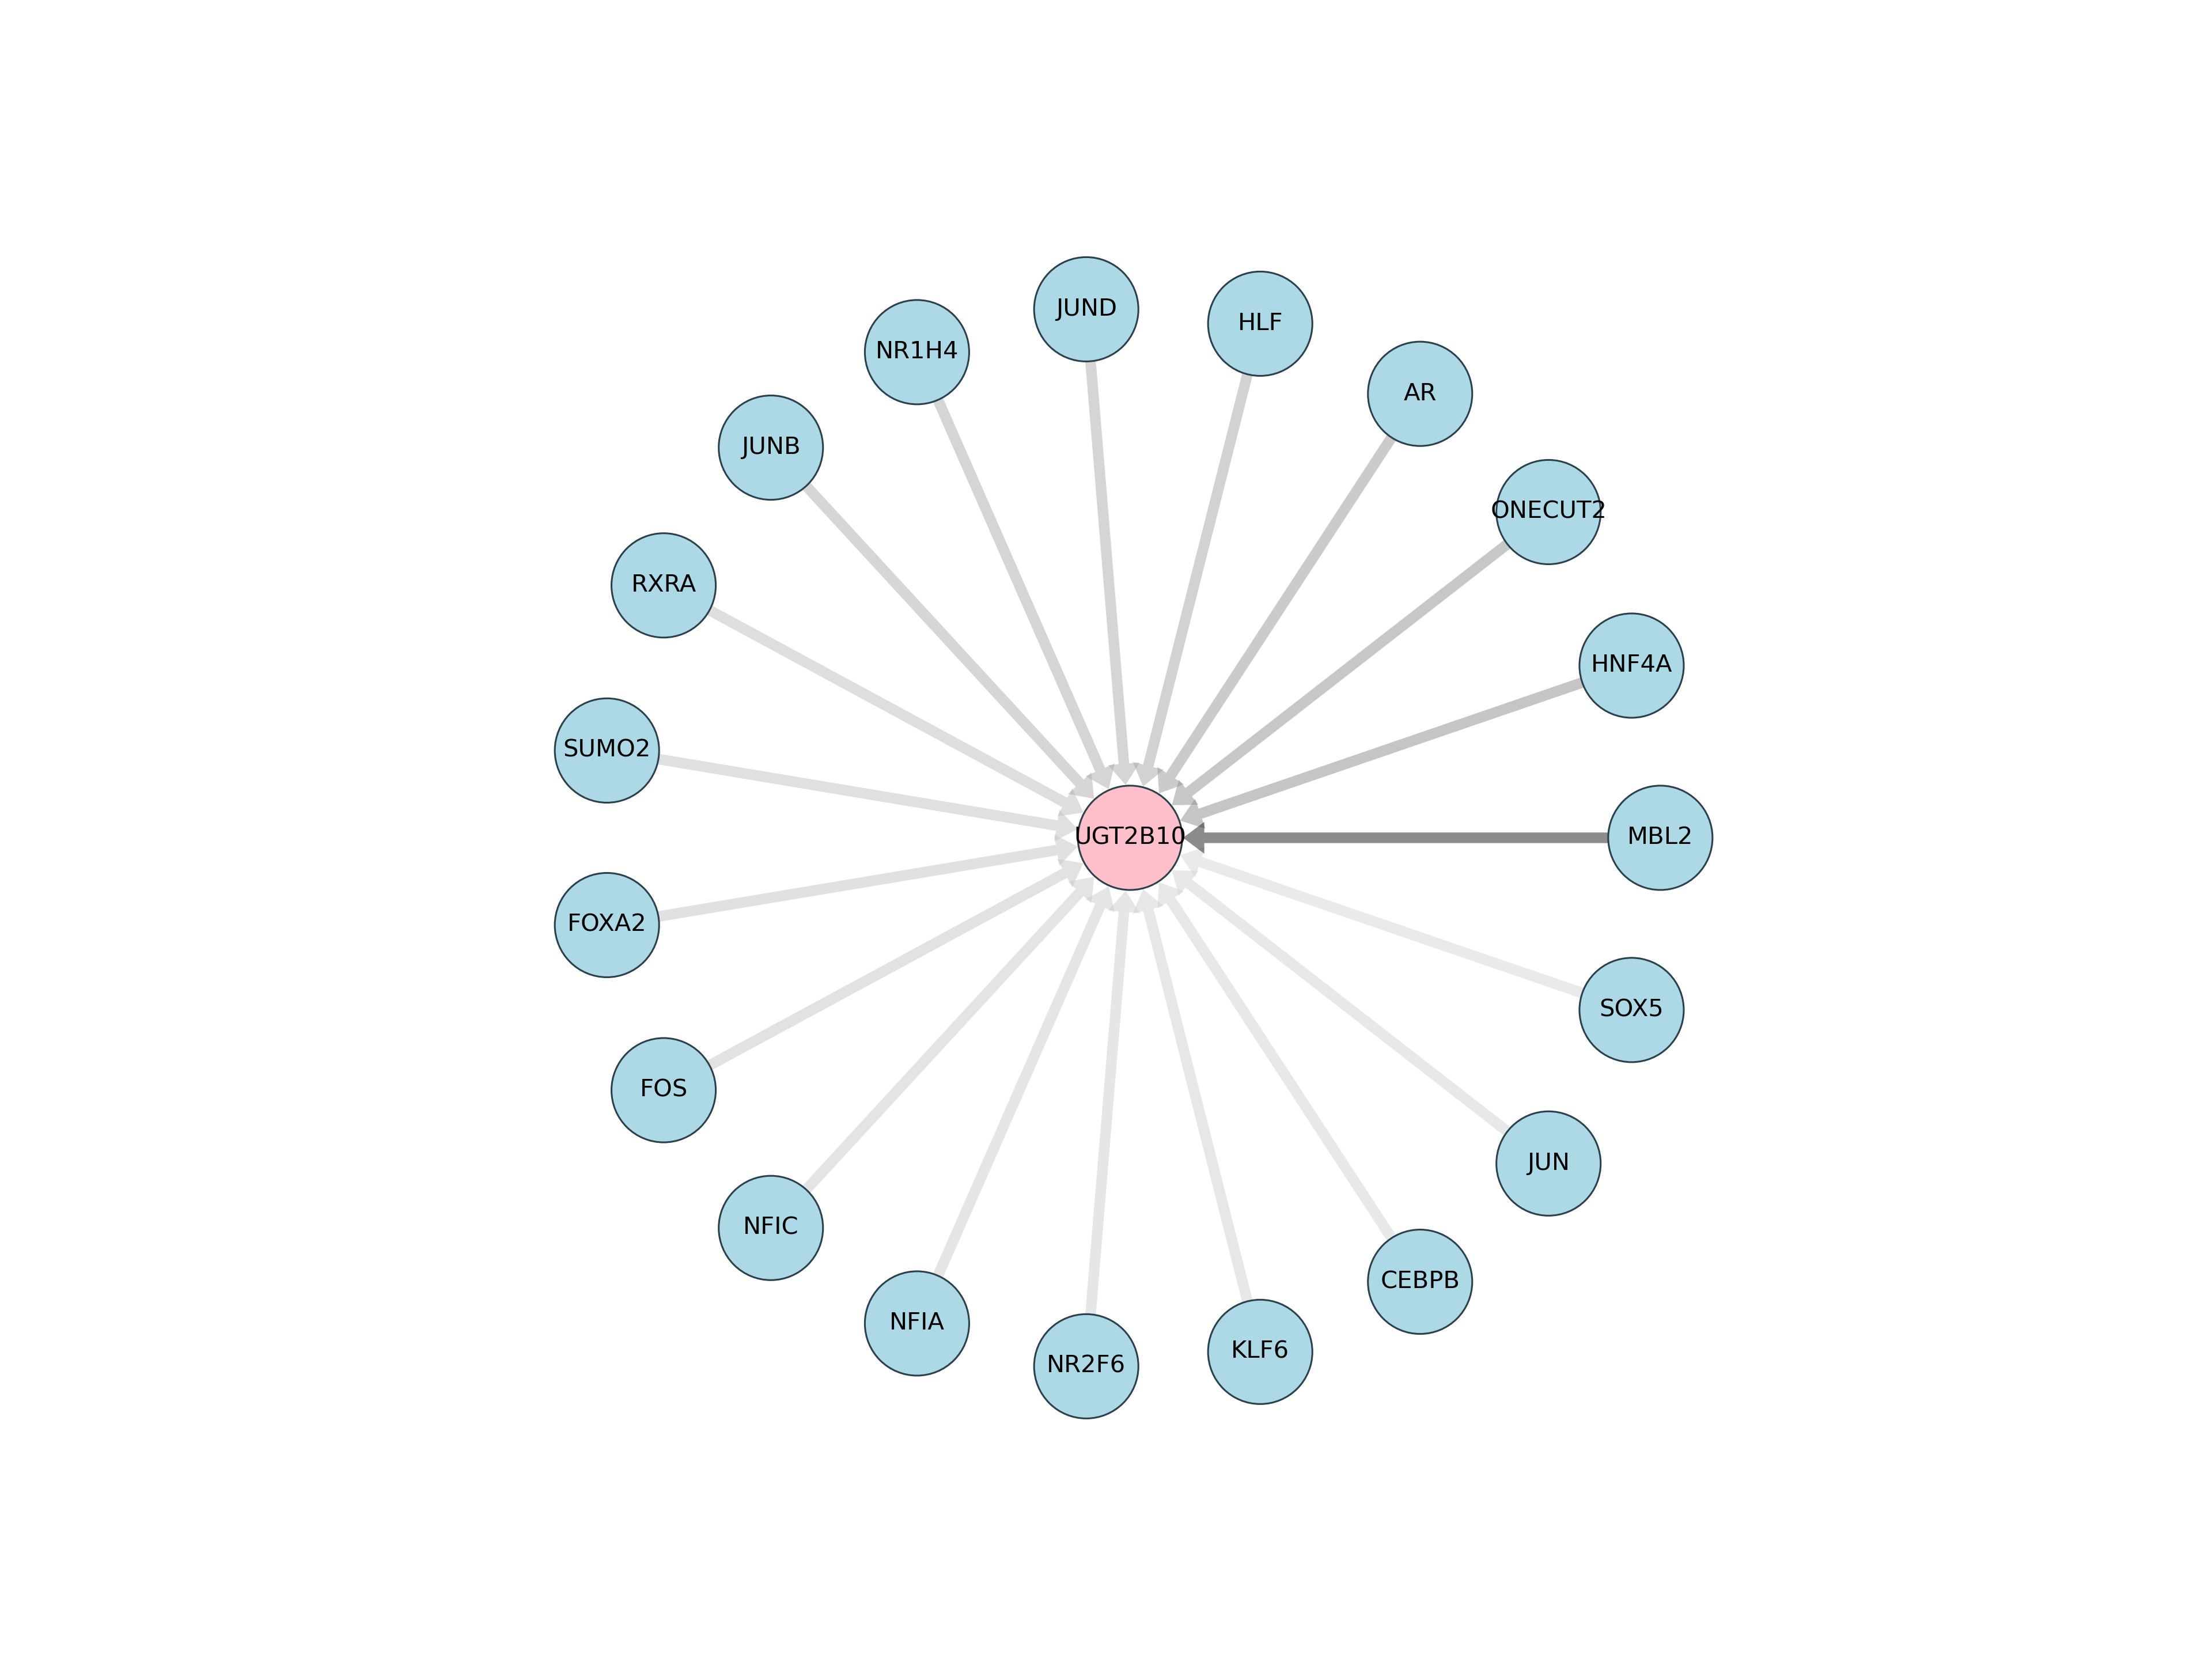 JUND
HLF
NR1H4
AR
JUNB
ONECUT2
RXRA
HNF4A
SUMO2
UGT2B10
MBL2
FOXA2
SOX5
FOS
JUN
NFIC
CEBPB
NFIA
KLF6
NR2F6